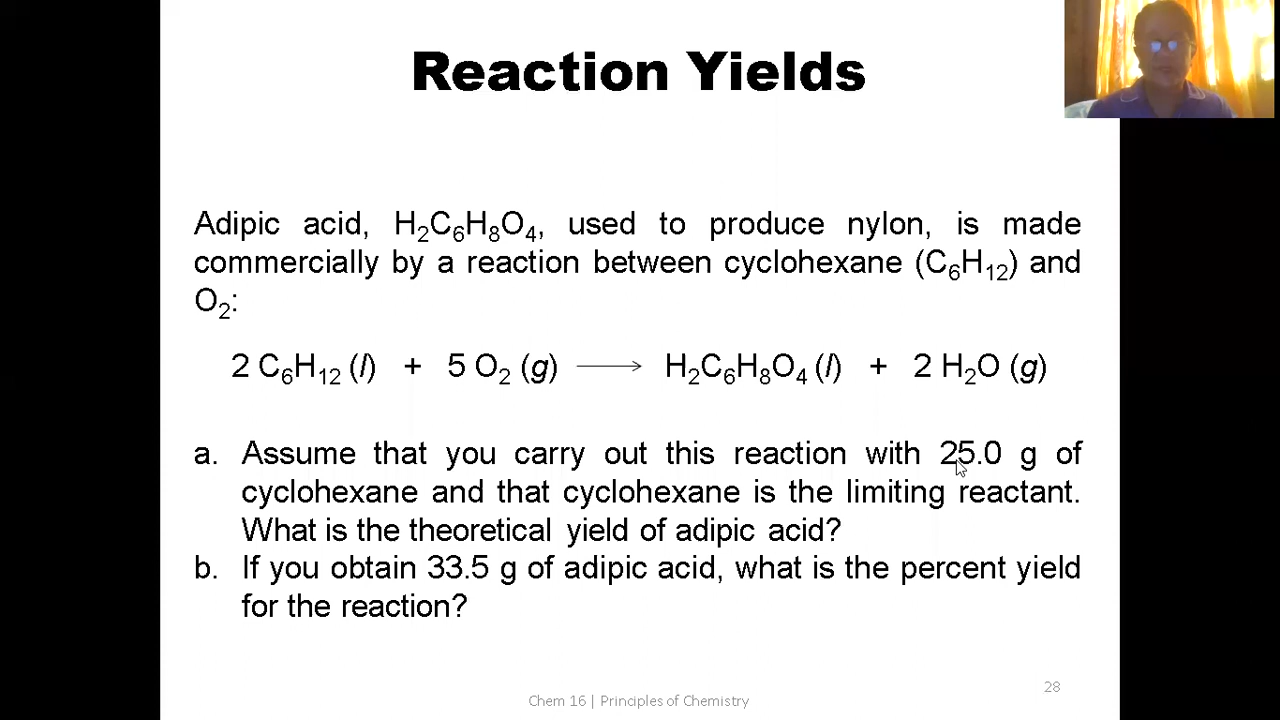 Reaction Yields
Adipic acid, H₂C₆H₈O₄, used to produce nylon, is made
commercially by a reaction between cyclohexane (C₆H₁₂) and
O₂:
2 C₆H₁₂ (l) + 5 O₂ (g) ⟶ H₂C₆H₈O₄ (l) + 2 H₂O (g)
a. Assume that you carry out this reaction with 25.0 g of
cyclohexane and that cyclohexane is the limiting reactant.
What is the theoretical yield of adipic acid?
b. If you obtain 33.5 g of adipic acid, what is the percent yield
for the reaction?
28
Chem 16 | Principles of Chemistry